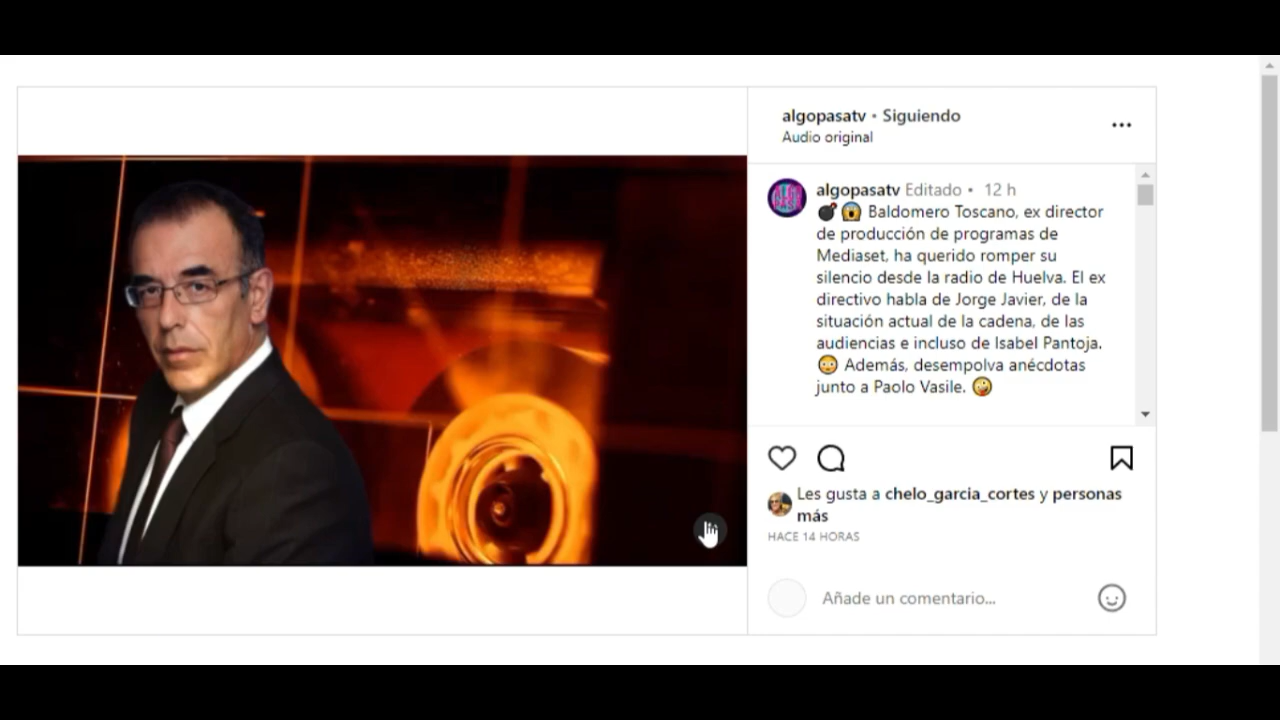 algopasatv • Siguiendo
Audio original
algopasatv Editado • 12 h
💣😱 Baldomero Toscano, ex director
de producción de programas de
Mediaset, ha querido romper su
silencio desde la radio de Huelva. El ex
directivo habla de Jorge Javier, de la
situación actual de la cadena, de las
audiencias e incluso de Isabel Pantoja.
😳 Además, desempolva anécdotas
junto a Paolo Vasile. 🤪
Les gusta a chelo_garcia_cortes y personas
más
HACE 14 HORAS
Añade un comentario...